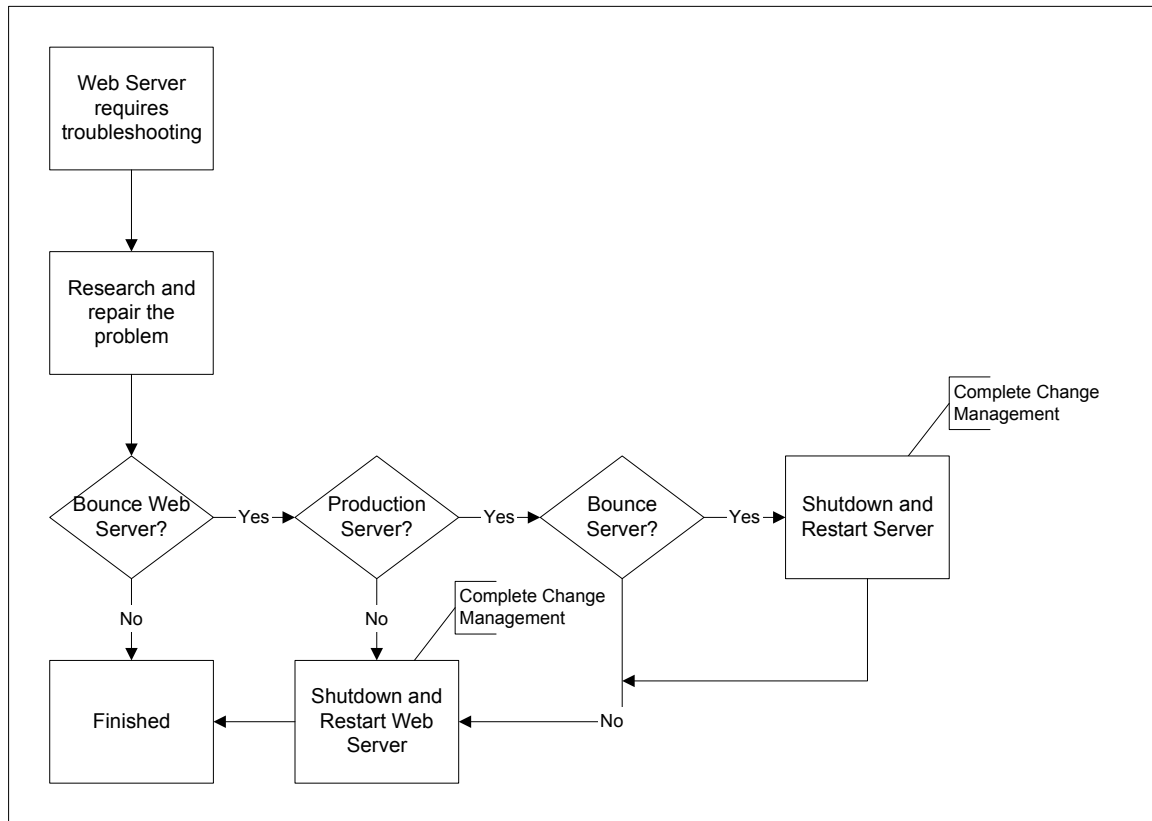 Web Server
requires
troubleshooting
Research and
repair the
problem
Complete Change
Management
Bounce Web
Server?
Yes
Production
Server?
Yes
Bounce
Server?
Yes
Shutdown and
Restart Server
No
No
Complete Change
Management
Finished
Shutdown and
Restart Web
Server
No